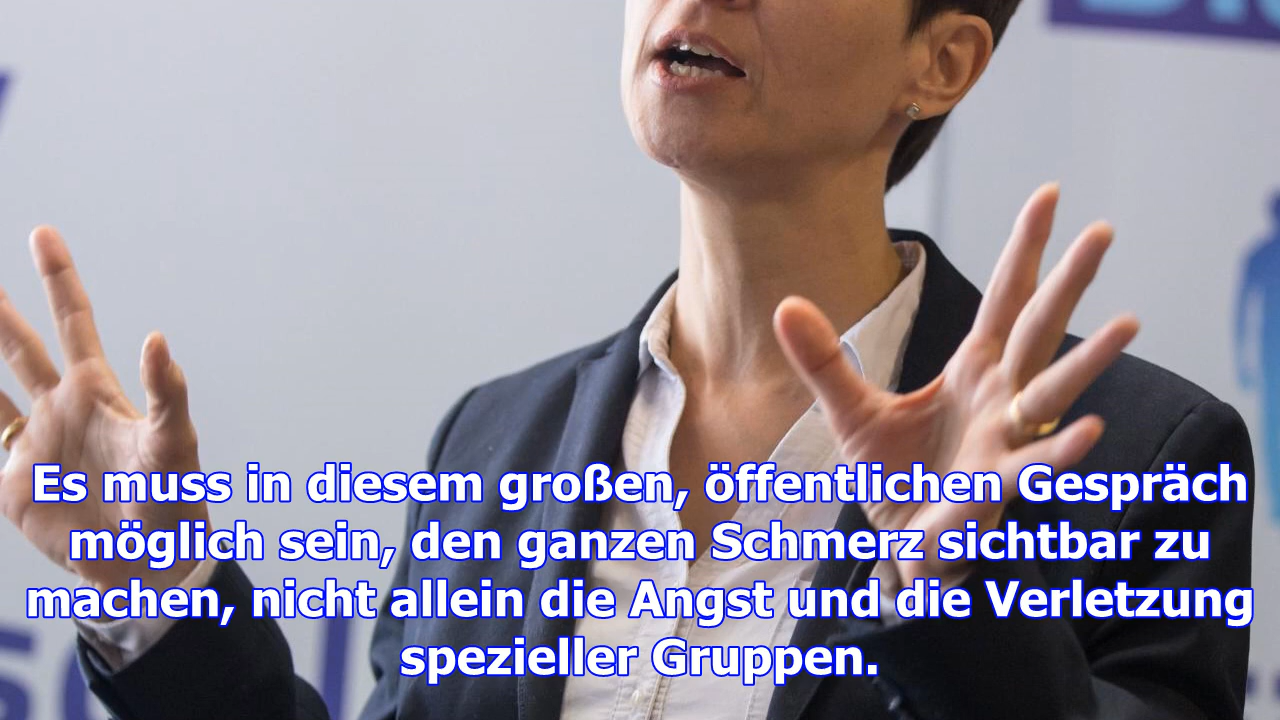 Es muss in diesem großen, öffentlichen Gespräch
möglich sein, den ganzen Schmerz sichtbar zu
machen, nicht allein die Angst und die Verletzung
spezieller Gruppen.